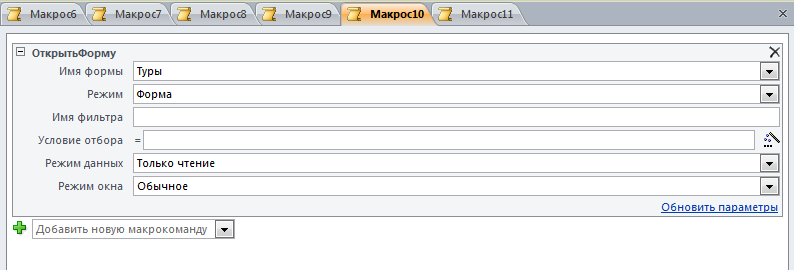 Макрос6 Макрос7 Макрос8 Макрос9 Макрос10 Макрос11
ОткрытьФорму
Имя формы Туры
Режим Форма
Имя фильтра
Условие отбора =
Режим данных Только чтение
Режим окна Обычное
Обновить параметры
Добавить новую макрокоманду